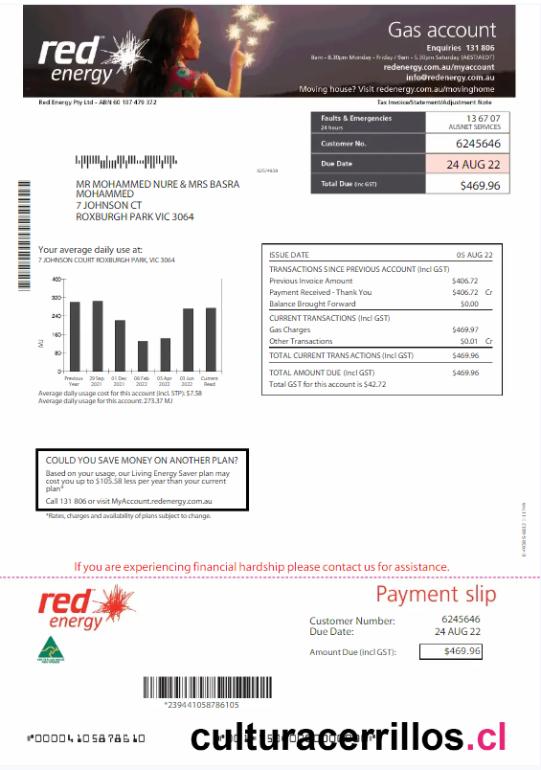 red
energy
Gas account
Enquiries 131 806
8am - 8.30pm Monday - Friday / 9am - 5.30pm Saturday (AEST/AEDT)
redenergy.com.au/myaccount
info@redenergy.com.au
Moving house? Visit redenergy.com.au/movinghome
Red Energy Pty Ltd - ABN 60 107 479 372
Tax Invoice/Statement/Adjustment Note
Faults & Emergencies 13 67 07
24 hours AUSNET SERVICES
Customer No. 6245646
Due Date 24 AUG 22
Total Due (inc GST) $469.96
MR MOHAMMED NURE & MRS BASRA
MOHAMMED
7 JOHNSON CT
ROXBURGH PARK VIC 3064
Your average daily use at:
7 JOHNSON COURT ROXBURGH PARK, VIC 3064
400
320
240
160
80
0
MJ
Previous Year
29 Sep 2021
01 Dec 2021
08 Feb 2022
05 Apr 2022
03 Jun 2022
Current Read
Average daily usage cost for this account (incl. STP): $7.58
Average daily usage for this account: 273.37 MJ
ISSUE DATE 05 AUG 22
TRANSACTIONS SINCE PREVIOUS ACCOUNT (Incl GST)
Previous Invoice Amount $406.72
Payment Received - Thank You $406.72 Cr
Balance Brought Forward $0.00
CURRENT TRANSACTIONS (Incl GST)
Gas Charges $469.97
Other Transactions $0.01 Cr
TOTAL CURRENT TRANSACTIONS (Incl GST) $469.96
TOTAL AMOUNT DUE (Incl GST) $469.96
Total GST for this account is $42.72
COULD YOU SAVE MONEY ON ANOTHER PLAN?
Based on your usage, our Living Energy Saver plan may
cost you up to $105.58 less per year than your current
plan*
Call 131 806 or visit MyAccount.redenergy.com.au
*Rates, charges and availability of plans subject to change.
If you are experiencing financial hardship please contact us for assistance.
red
energy
Payment slip
Customer Number: 6245646
Due Date: 24 AUG 22
Amount Due (incl GST): $469.96
*239441058786105
culturacerrillos.cl